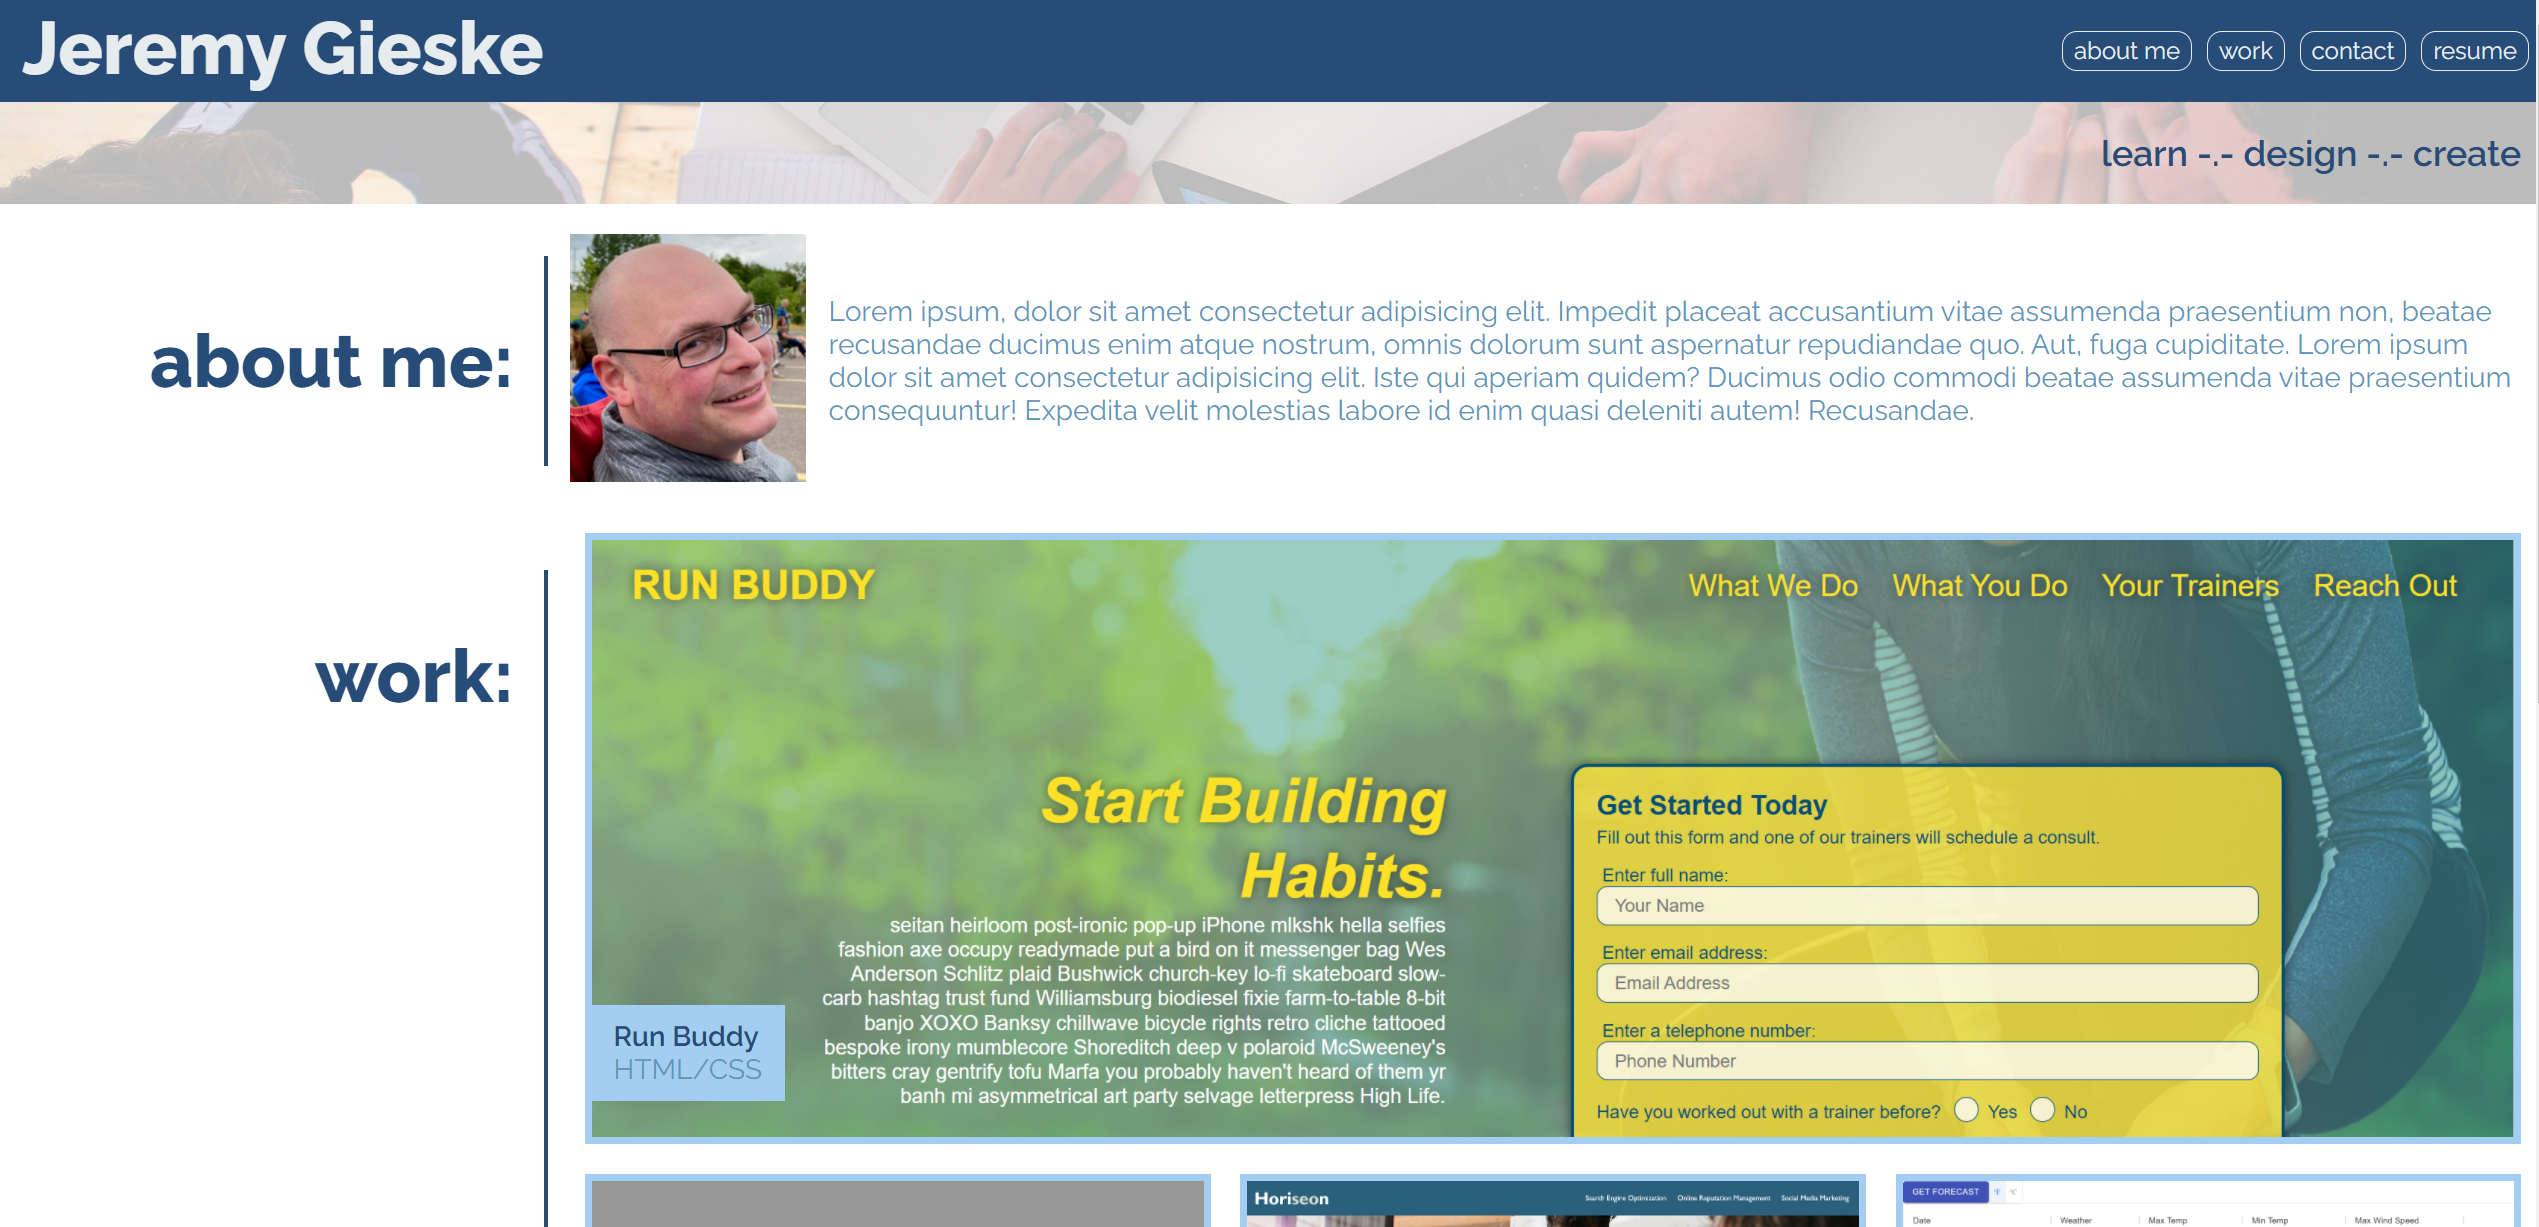 Jeremy Gieske
about me work contact resume
learn -.- design -.- create
about me:
Lorem ipsum, dolor sit amet consectetur adipisicing elit. Impedit placeat accusantium vitae assumenda praesentium non, beatae
recusandae ducimus enim atque nostrum, omnis dolorum sunt aspernatur repudiandae quo. Aut, fuga cupiditate. Lorem ipsum
dolor sit amet consectetur adipisicing elit. Iste qui aperiam quidem? Ducimus odio commodi beatae assumenda vitae praesentium
consequuntur! Expedita velit molestias labore id enim quasi deleniti autem! Recusandae.
work:
RUN BUDDY
What We Do What You Do Your Trainers Reach Out
Start Building
Habits.
seitan heirloom post-ironic pop-up iPhone mlkshk hella selfies
fashion axe occupy readymade put a bird on it messenger bag Wes
Anderson Schlitz plaid Bushwick church-key lo-fi skateboard slow-
carb hashtag trust fund Williamsburg biodiesel fixie farm-to-table 8-bit
banjo XOXO Banksy chillwave bicycle rights retro cliche tattooed
bespoke irony mumblecore Shoreditch deep v polaroid McSweeney's
bitters cray gentrify tofu Marfa you probably haven't heard of them yr
banh mi asymmetrical art party selvage letterpress High Life.
Get Started Today
Fill out this form and one of our trainers will schedule a consult.
Enter full name:
Your Name
Enter email address:
Email Address
Enter a telephone number:
Phone Number
Have you worked out with a trainer before? Yes No
Run Buddy
HTML/CSS
Horiseon
Search Engine Optimization Online Reputation Management Social Media Marketing
GET FORECAST °F °C
Date Weather Max Temp Min Temp Max Wind Speed